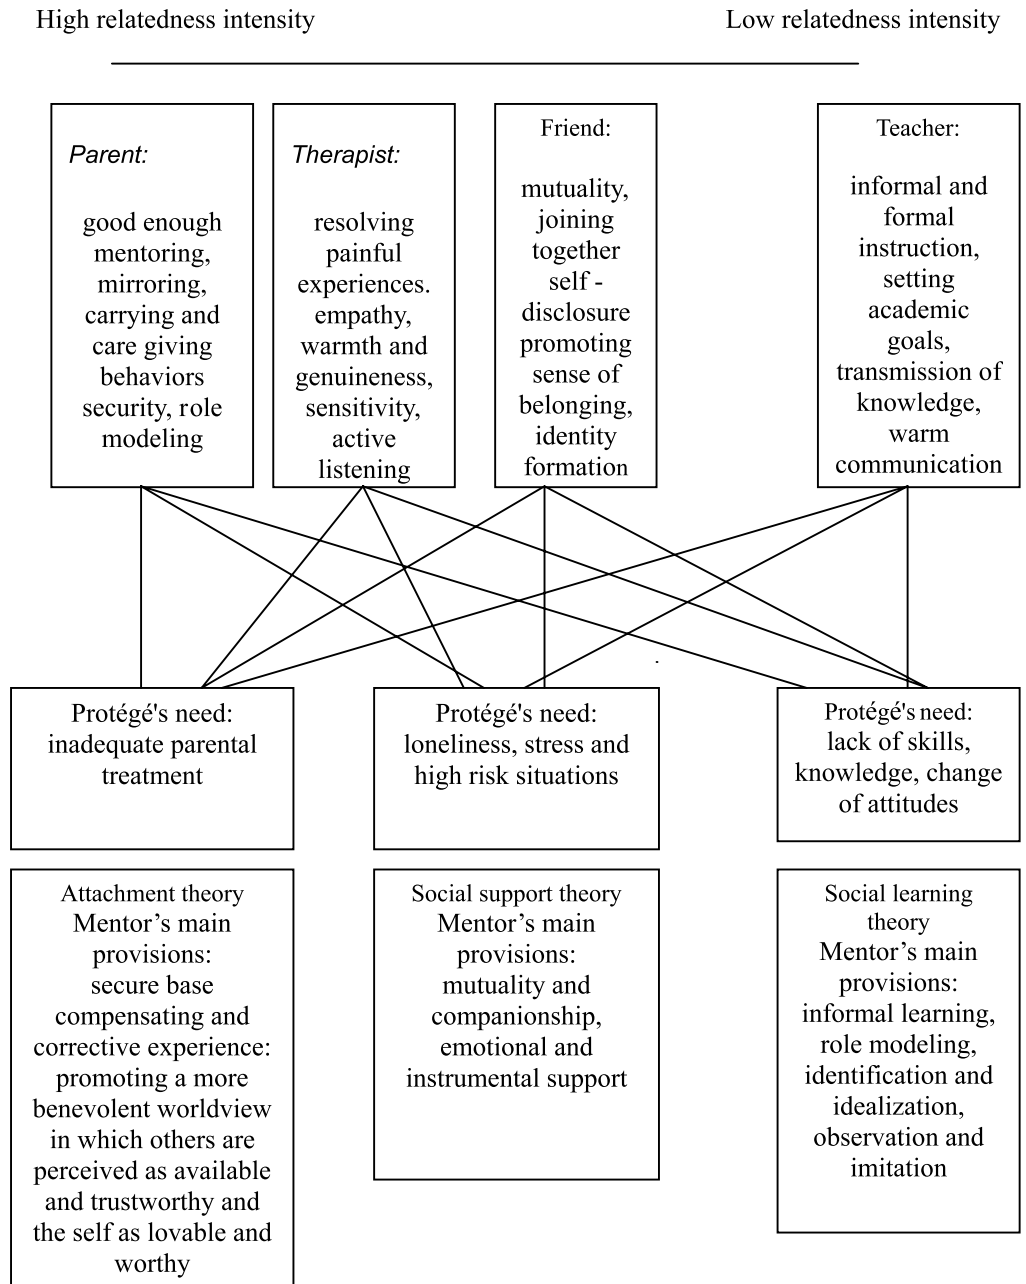 High relatedness intensity
Low relatedness intensity
Parent:
good enough
mentoring,
mirroring,
carrying and
care giving
behaviors
security, role
modeling
Therapist:
resolving
painful
experiences.
empathy,
warmth and
genuineness,
sensitivity,
active
listening
Friend:
mutuality,
joining
together
self -
disclosure
promoting
sense of
belonging,
identity
formation
Teacher:
informal and
formal
instruction,
setting
academic
goals,
transmission of
knowledge,
warm
communication
Protégé's need:
inadequate parental
treatment
Protégé's need:
loneliness, stress and
high risk situations
Protégé's need:
lack of skills,
knowledge, change
of attitudes
Attachment theory
Mentor’s main
provisions:
secure base
compensating and
corrective experience:
promoting a more
benevolent worldview
in which others are
perceived as available
and trustworthy and
the self as lovable and
worthy
Social support theory
Mentor’s main
provisions:
mutuality and
companionship,
emotional and
instrumental support
Social learning
theory
Mentor’s main
provisions:
informal learning,
role modeling,
identification and
idealization,
observation and
imitation